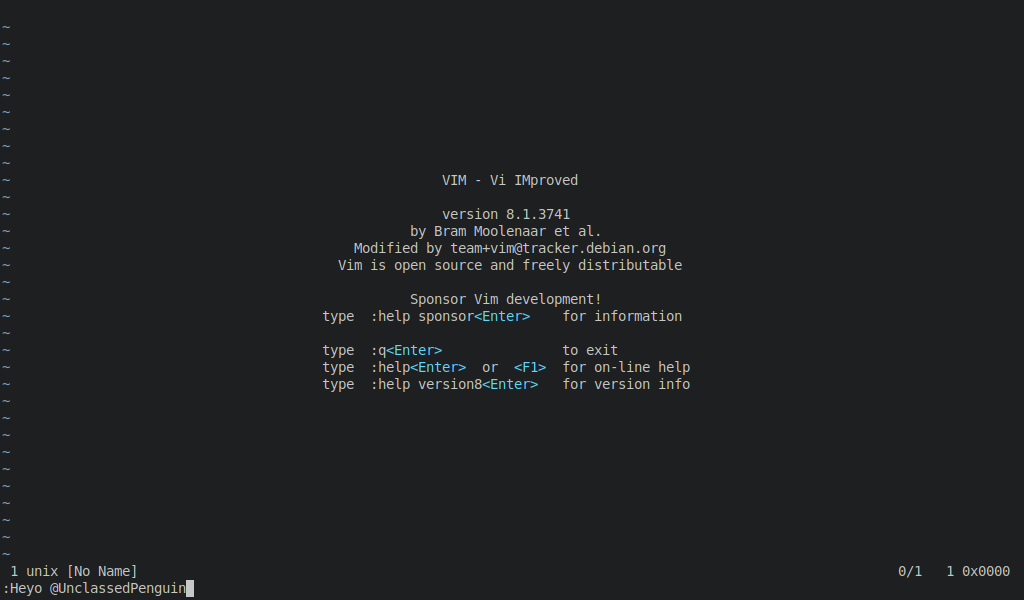 ~
~
~
~
~
~
~
~
~
~ VIM - Vi IMproved
~
~ version 8.1.3741
~ by Bram Moolenaar et al.
~ Modified by team+vim@tracker.debian.org
~ Vim is open source and freely distributable
~
~ Sponsor Vim development!
~ type :help sponsor<Enter> for information
~
~ type :q<Enter> to exit
~ type :help<Enter> or <F1> for on-line help
~ type :help version8<Enter> for version info
~
~
~
~
~
~
~
~
~
~
1 unix [No Name] 0/1 1 0x0000
:Heyo @UnclassedPenguin